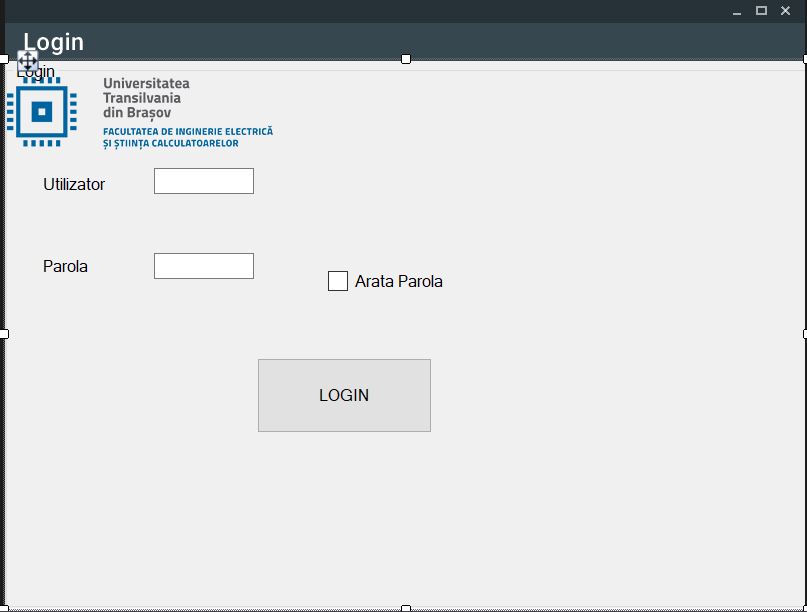 Login
Login
Universitatea
Transilvania
din Brașov
FACULTATEA DE INGINERIE ELECTRICĂ
ȘI ȘTIINȚA CALCULATOARELOR
Utilizator
Parola
Arata Parola
LOGIN